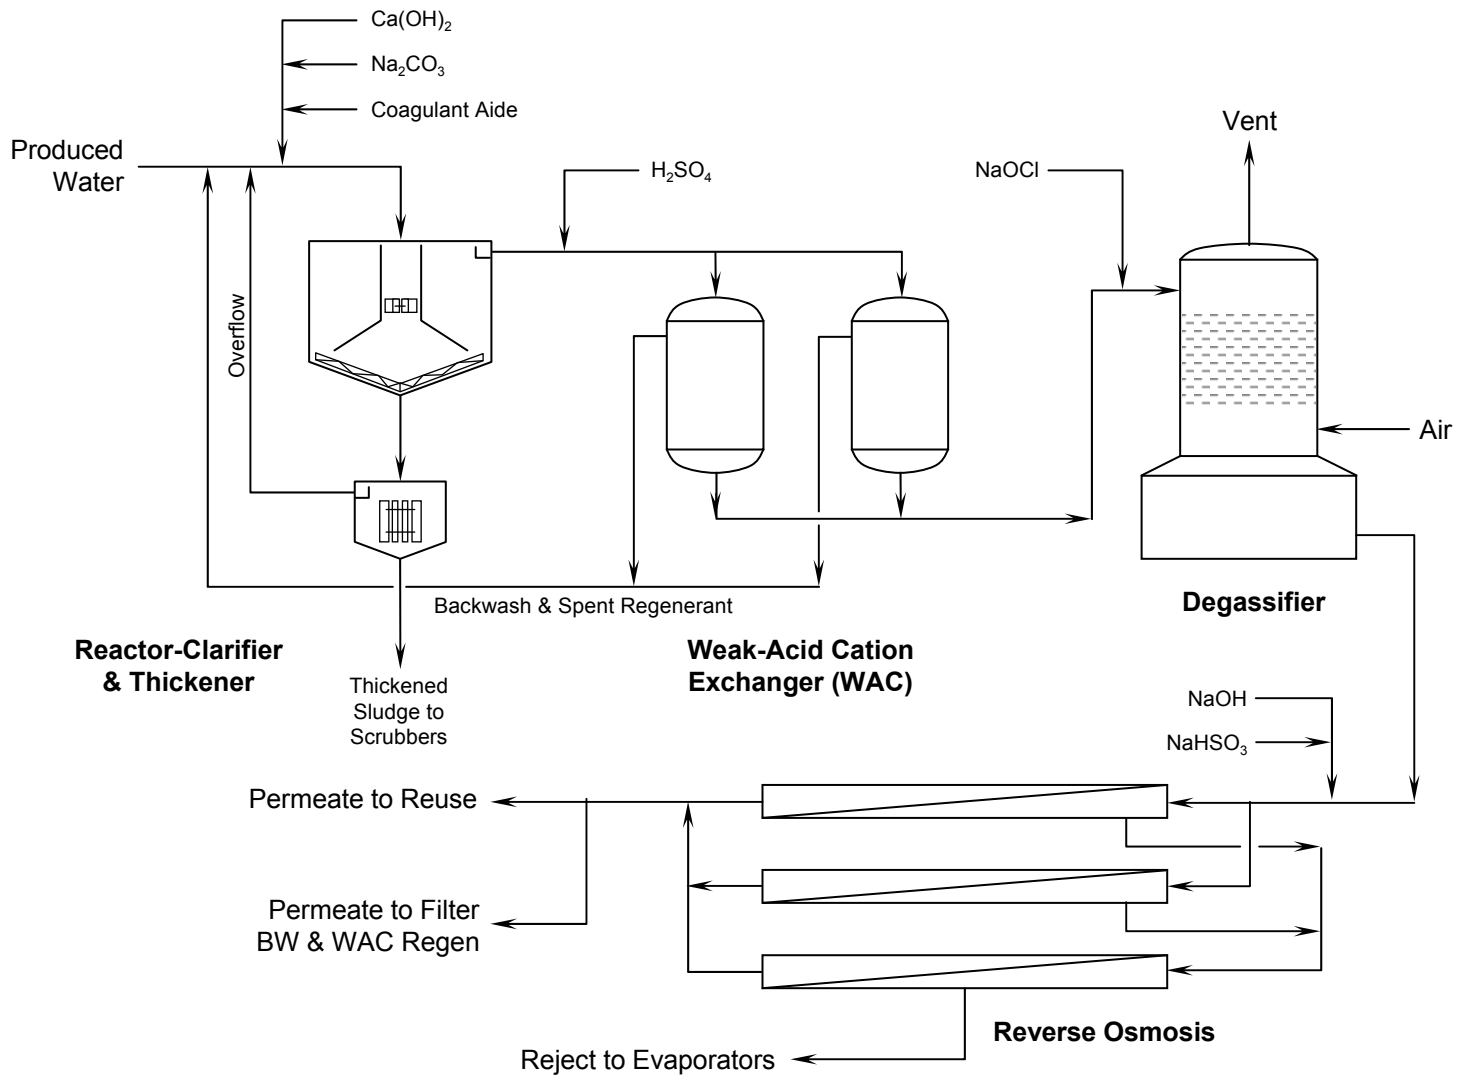 Ca(OH)₂
Na₂CO₃
Coagulant Aide
Produced
Water
Overflow
H₂SO₄
NaOCl
Vent
Air
Backwash & Spent Regenerant
Degassifier
Reactor-Clarifier
& Thickener
Weak-Acid Cation
Exchanger (WAC)
Thickened
Sludge to
Scrubbers
NaOH
NaHSO₃
Permeate to Reuse
Permeate to Filter
BW & WAC Regen
Reverse Osmosis
Reject to Evaporators